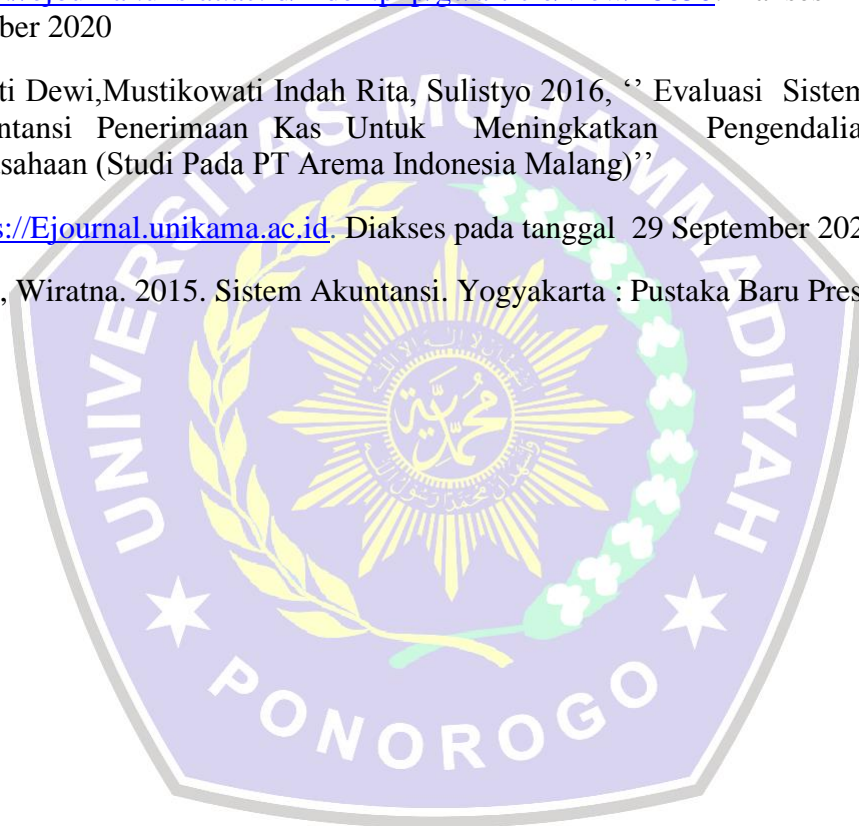 ber 2020
ti Dewi,Mustikowati Indah Rita, Sulistyo 2016, ‘’ Evaluasi Sistem
ntansi Penerimaan Kas Untuk Meningkatkan Pengendalia
sahaan (Studi Pada PT Arema Indonesia Malang)’’
s://Ejournal.unikama.ac.id. Diakses pada tanggal 29 September 202
, Wiratna. 2015. Sistem Akuntansi. Yogyakarta : Pustaka Baru Pres
UNIVERSITAS MUHAMMADIYAH
محمدية
PONOROGO